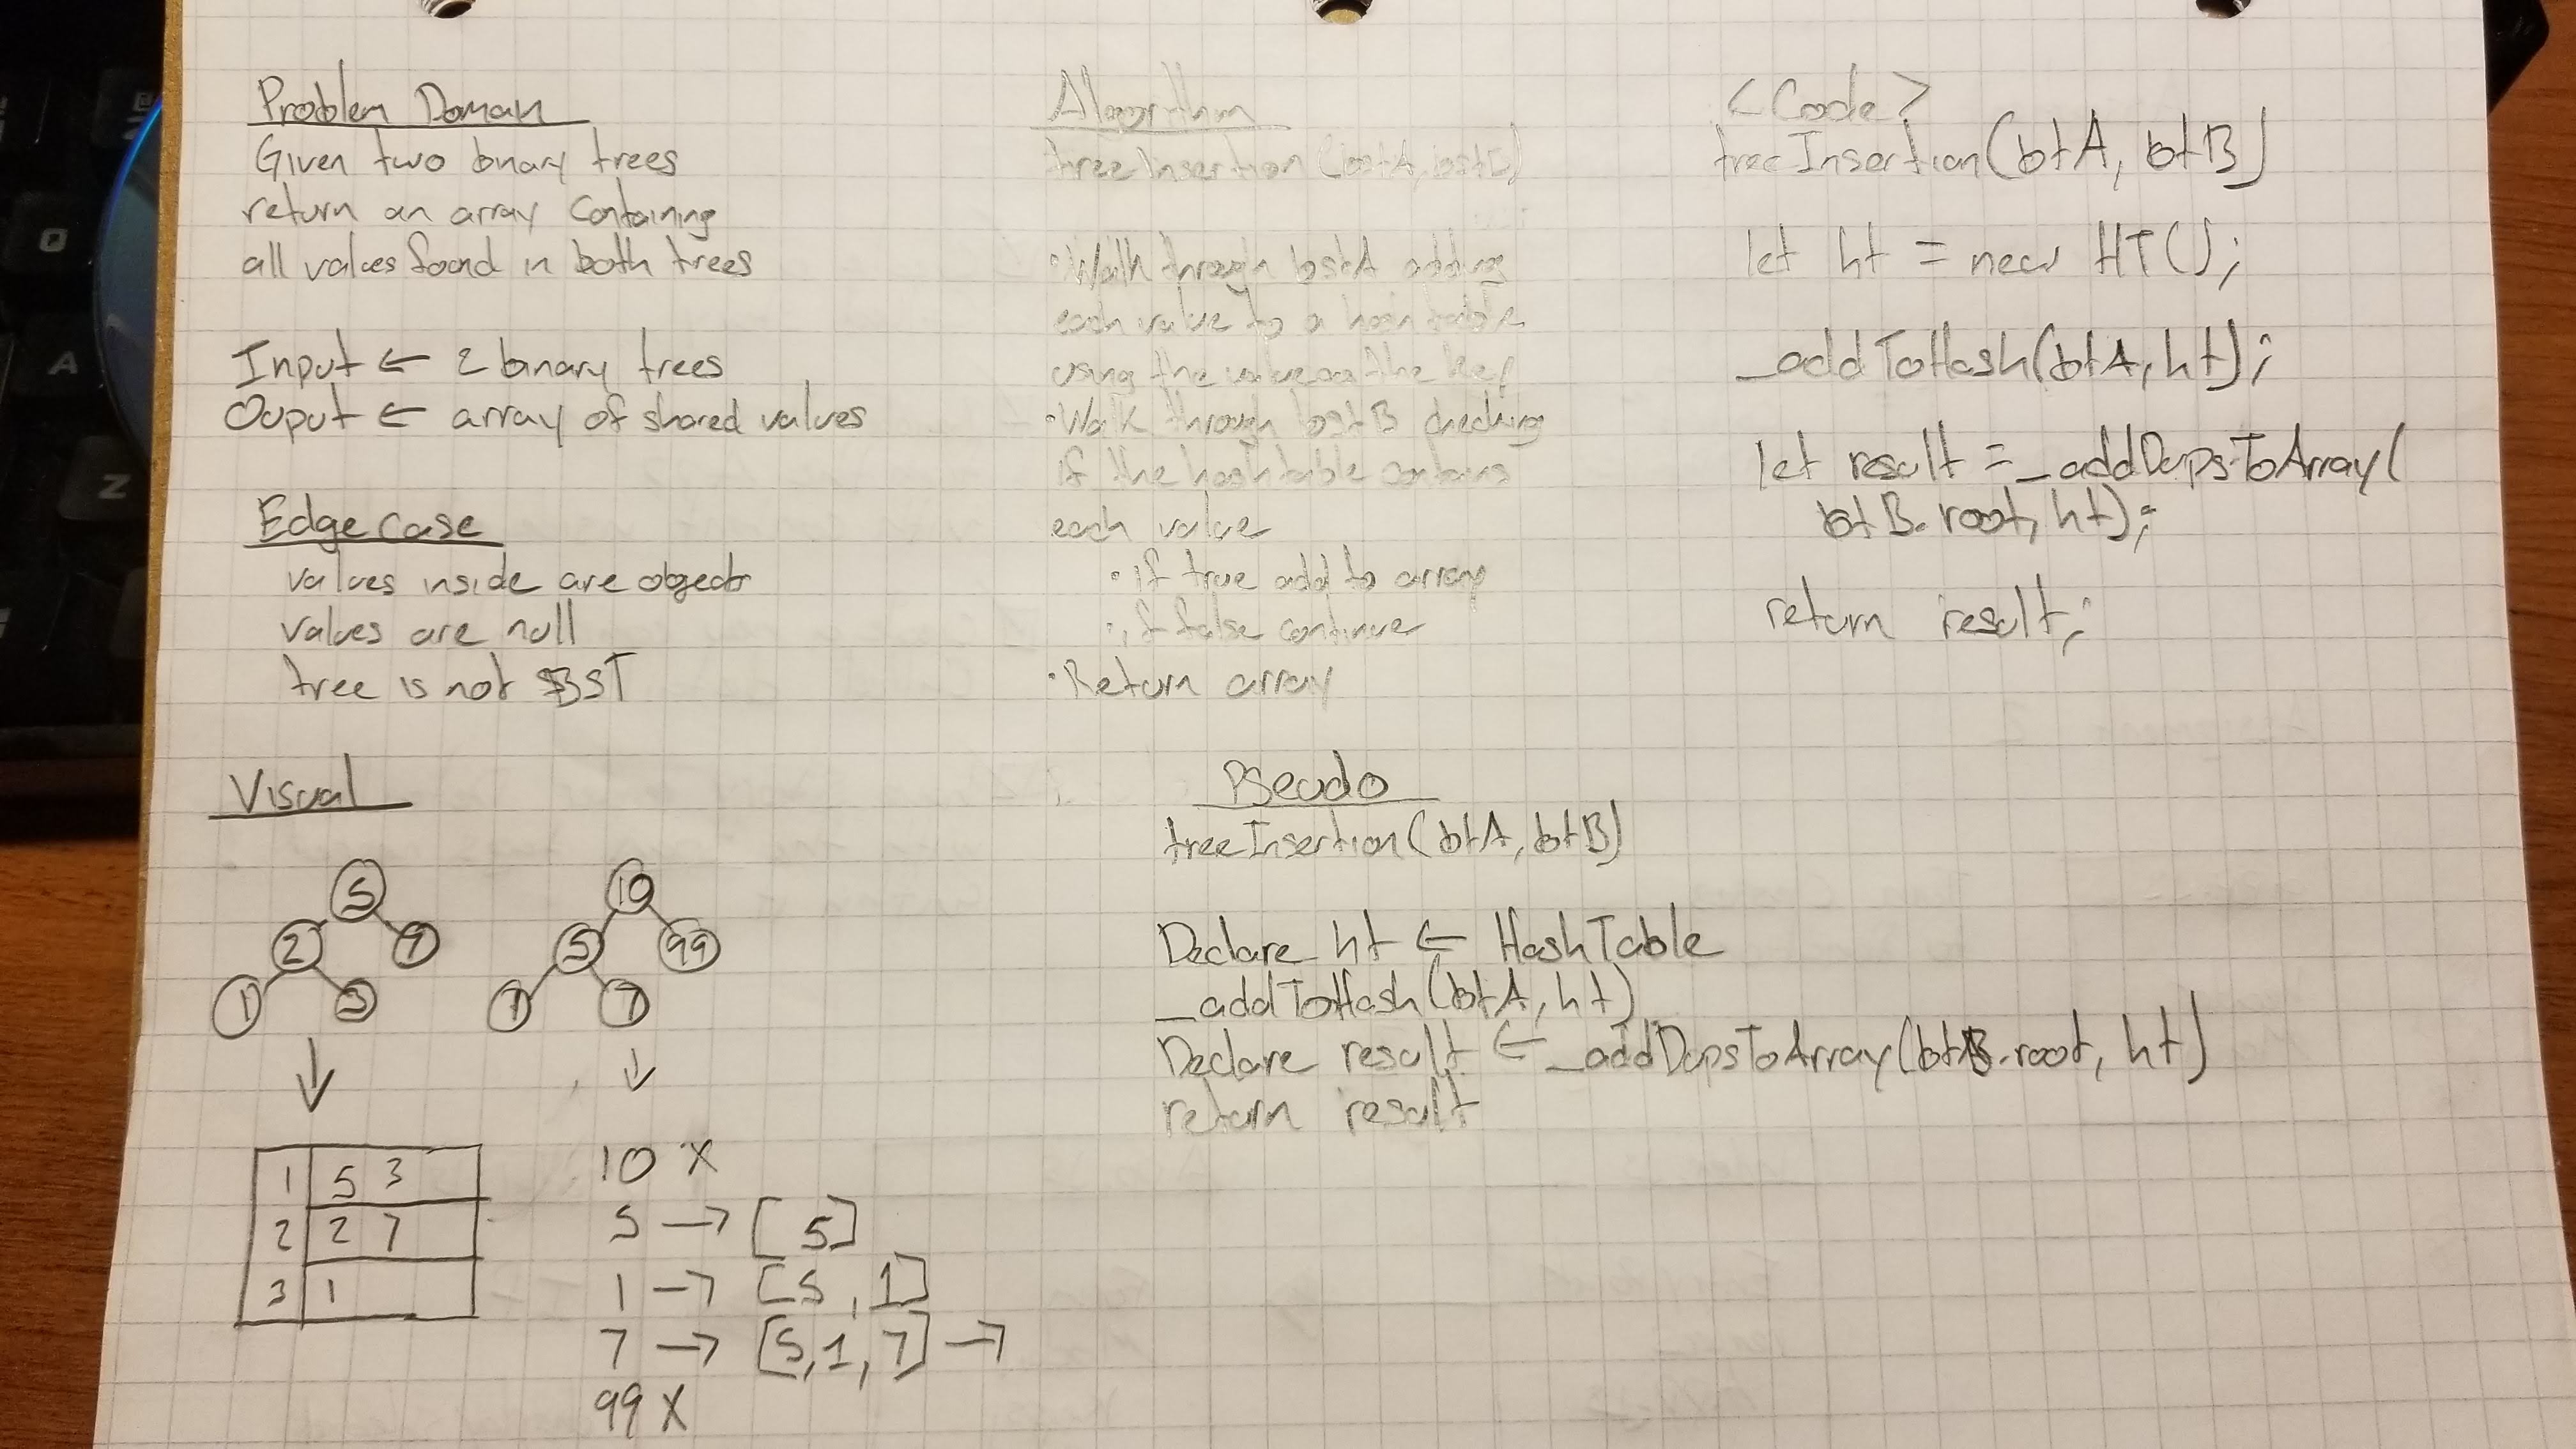 Problem Domain
Given two binary trees
return an array containing
all values found in both trees
Input ← 2 binary trees
Ouput ← array of shared values
Edge Case
values inside are objects
values are null
tree is not BST
Visual
5
2 7
1 3
10
5 99
1 7
1 5 3
2 2 7
3 1
10 X
5 → [ 5]
1 → [5, 1]
7 → [5, 1, 7] →
99 X
Algorithm
treeInsertion (bstA, bstB)
• Walk through bstA adding
each value to a hash table
using the value as the key
• Walk through bstB checking
if the hashtable contains
each value
• if true add to array
• if false continue
• Return array
Pseudo
treeInsertion(btA, btB)
Declare ht ← HashTable
_addToHash(btA, ht)
Declare result ← _addDupsToArray(btB.root, ht)
return result
<Code>
treeInsertion(btA, btB)
let ht = new HT();
_addToHash(btA, ht);
let result = _addDupsToArray(
btB.root, ht);
return result;
Q
A
Z